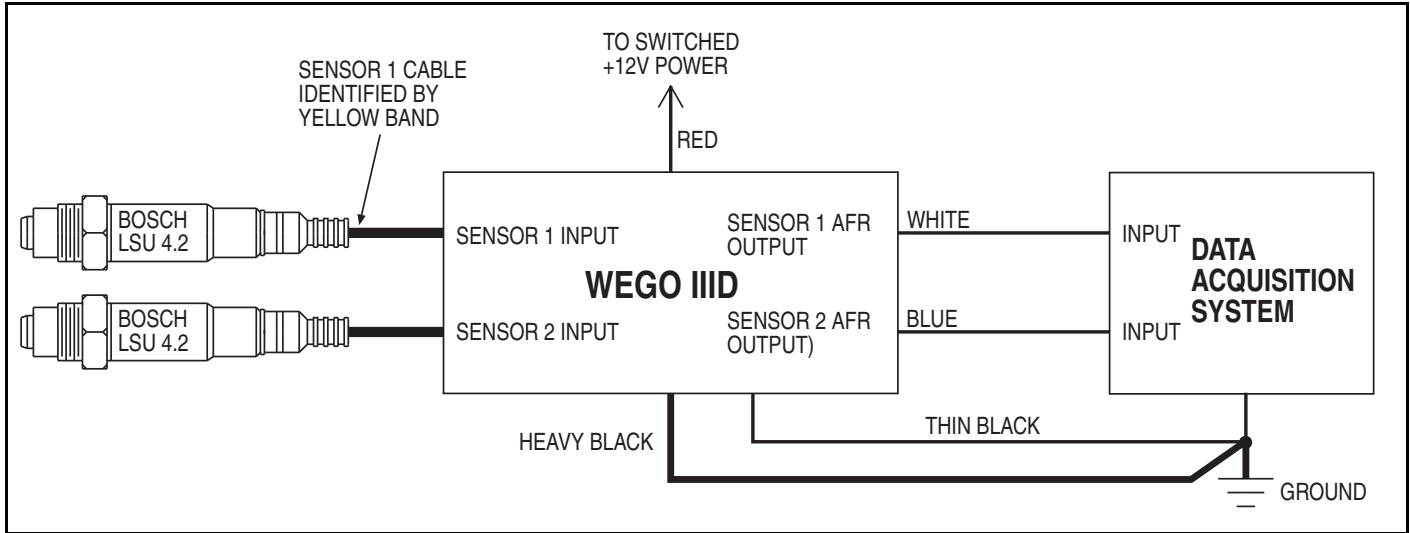 TO SWITCHED
+12V POWER
SENSOR 1 CABLE
IDENTIFIED BY
YELLOW BAND
RED
BOSCH
LSU 4.2
SENSOR 1 INPUT
SENSOR 1 AFR
OUTPUT
WHITE
INPUT
WEGO IIID
DATA
ACQUISITION
SYSTEM
BOSCH
LSU 4.2
SENSOR 2 INPUT
SENSOR 2 AFR
OUTPUT)
BLUE
INPUT
HEAVY BLACK
THIN BLACK
GROUND